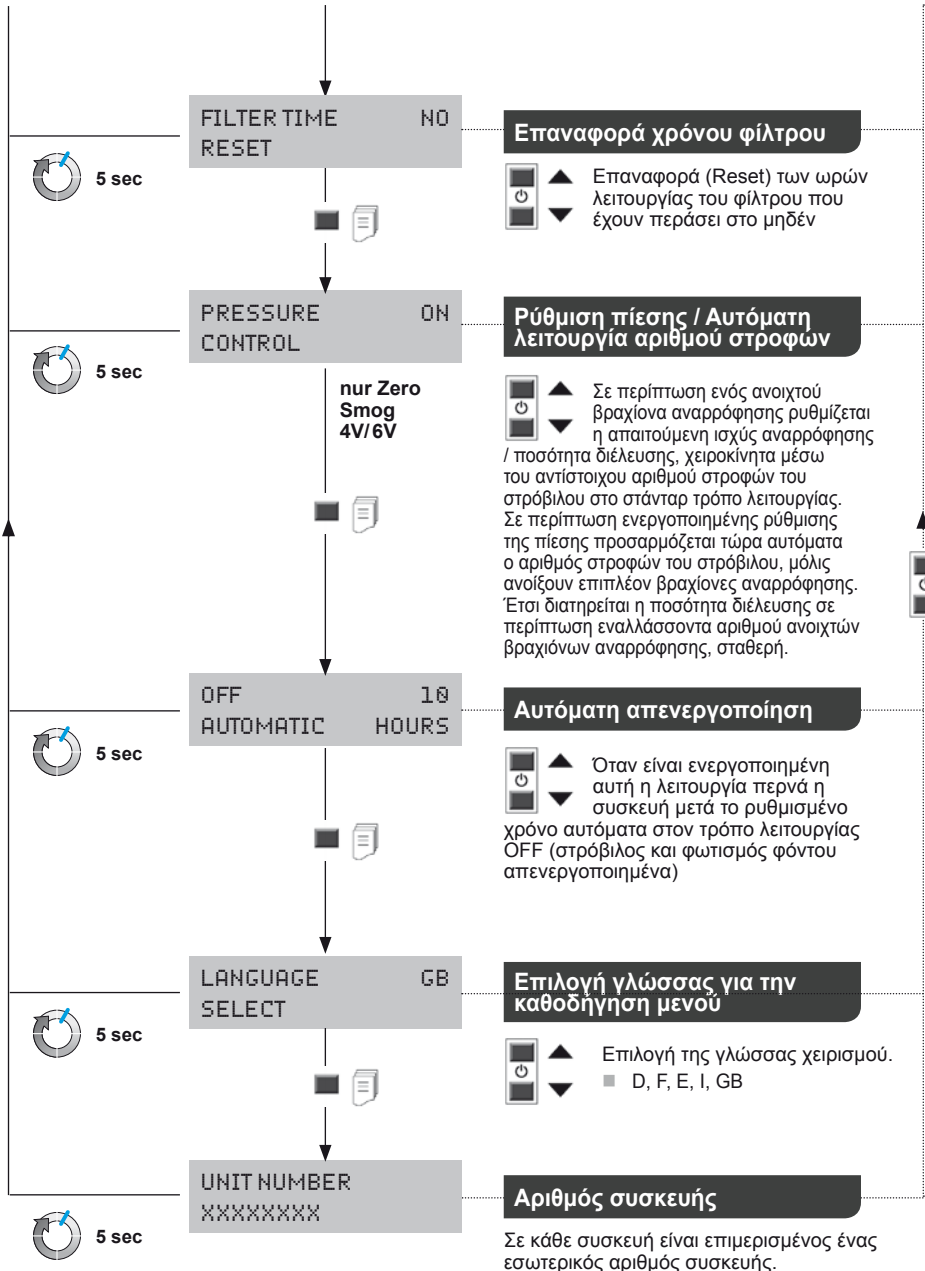 FILTER TIME NO
RESET
5 sec
Επαναφορά χρόνου φίλτρου
Επαναφορά (Reset) των ωρών
λειτουργίας του φίλτρου που
έχουν περάσει στο μηδέν
PRESSURE ON
CONTROL
5 sec
nur Zero
Smog
4V/6V
Ρύθμιση πίεσης / Αυτόματη
λειτουργία αριθμού στροφών
Σε περίπτωση ενός ανοιχτού
βραχίονα αναρρόφησης ρυθμίζεται
η απαιτούμενη ισχύς αναρρόφησης
/ ποσότητα διέλευσης, χειροκίνητα μέσω
του αντίστοιχου αριθμού στροφών του
στρόβιλου στο στάνταρ τρόπο λειτουργίας.
Σε περίπτωση ενεργοποιημένης ρύθμισης
της πίεσης προσαρμόζεται τώρα αυτόματα
ο αριθμός στροφών του στρόβιλου, μόλις
ανοίξουν επιπλέον βραχίονες αναρρόφησης.
Έτσι διατηρείται η ποσότητα διέλευσης σε
περίπτωση εναλλάσσοντα αριθμού ανοιχτών
βραχιόνων αναρρόφησης, σταθερή.
OFF 10
AUTOMATIC HOURS
5 sec
Αυτόματη απενεργοποίηση
Όταν είναι ενεργοποιημένη
αυτή η λειτουργία περνά η
συσκευή μετά το ρυθμισμένο
χρόνο αυτόματα στον τρόπο λειτουργίας
OFF (στρόβιλος και φωτισμός φόντου
απενεργοποιημένα)
LANGUAGE GB
SELECT
5 sec
Επιλογή γλώσσας για την
καθοδήγηση μενού
Επιλογή της γλώσσας χειρισμού.
D, F, E, I, GB
UNIT NUMBER
XXXXXXXX
5 sec
Αριθμός συσκευής
Σε κάθε συσκευή είναι επιμερισμένος ένας
εσωτερικός αριθμός συσκευής.